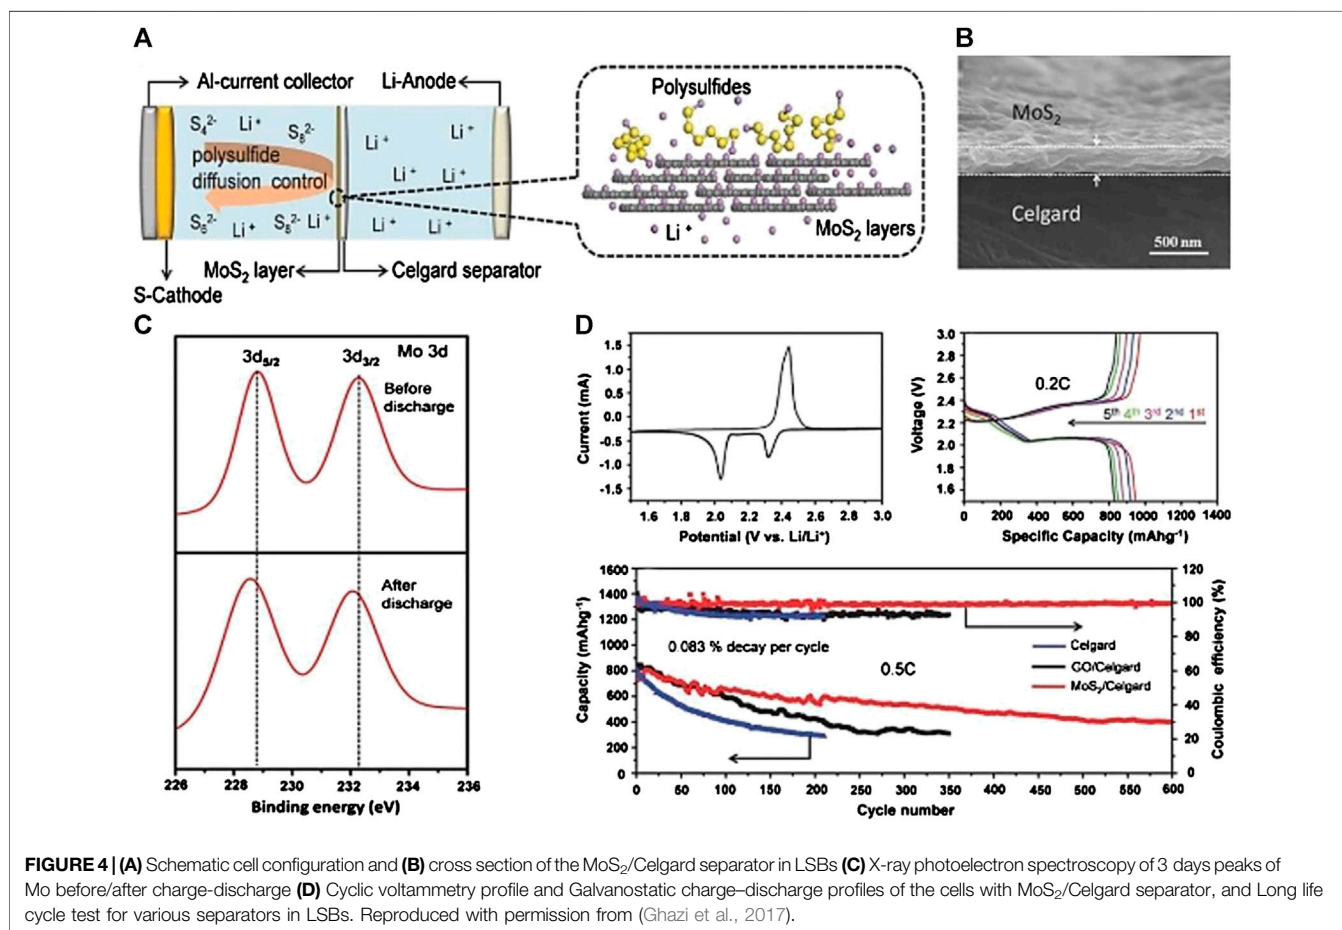 A
Al-current collector
Li-Anode
S₄²⁻
Li⁺
S₈²⁻
polysulfide
diffusion control
S₆²⁻
Li⁺
S₈²⁻
Li⁺
Li⁺
Li⁺
Li⁺
Li⁺
Li⁺
Li⁺
MoS₂ layer
Celgard separator
S-Cathode
Polysulfides
Li⁺
MoS₂ layers
B
MoS₂
Celgard
500 nm
C
3d₅/₂
3d₃/₂
Mo 3d
Before
discharge
After
discharge
226 228 230 232 234 236
Binding energy (eV)
D
Current (mA)
1.5
1.0
0.5
0.0
-0.5
-1.0
-1.5
1.6 1.8 2.0 2.2 2.4 2.6 2.8 3.0
Potential (V vs. Li/Li⁺)
Voltage (V)
3.0
2.8
2.6
2.4
2.2
2.0
1.8
1.6
0.2C
5th 4th 3rd 2nd 1st
0 200 400 600 800 1000 1200 1400
Specific Capacity (mAhg⁻¹)
Capacity (mAhg⁻¹)
1600
1400
1200
1000
800
600
400
200
0
0.083 % decay per cycle
0.5C
Celgard
GO/Celgard
MoS₂/Celgard
120
100
80
60
40
20
0
Coulombic efficiency (%)
0 50 100 150 200 250 300 350 400 450 500 550 600
Cycle number
FIGURE 4 | (A) Schematic cell configuration and (B) cross section of the MoS₂/Celgard separator in LSBs (C) X-ray photoelectron spectroscopy of 3 days peaks of
Mo before/after charge-discharge (D) Cyclic voltammetry profile and Galvanostatic charge–discharge profiles of the cells with MoS₂/Celgard separator, and Long life
cycle test for various separators in LSBs. Reproduced with permission from (Ghazi et al., 2017).